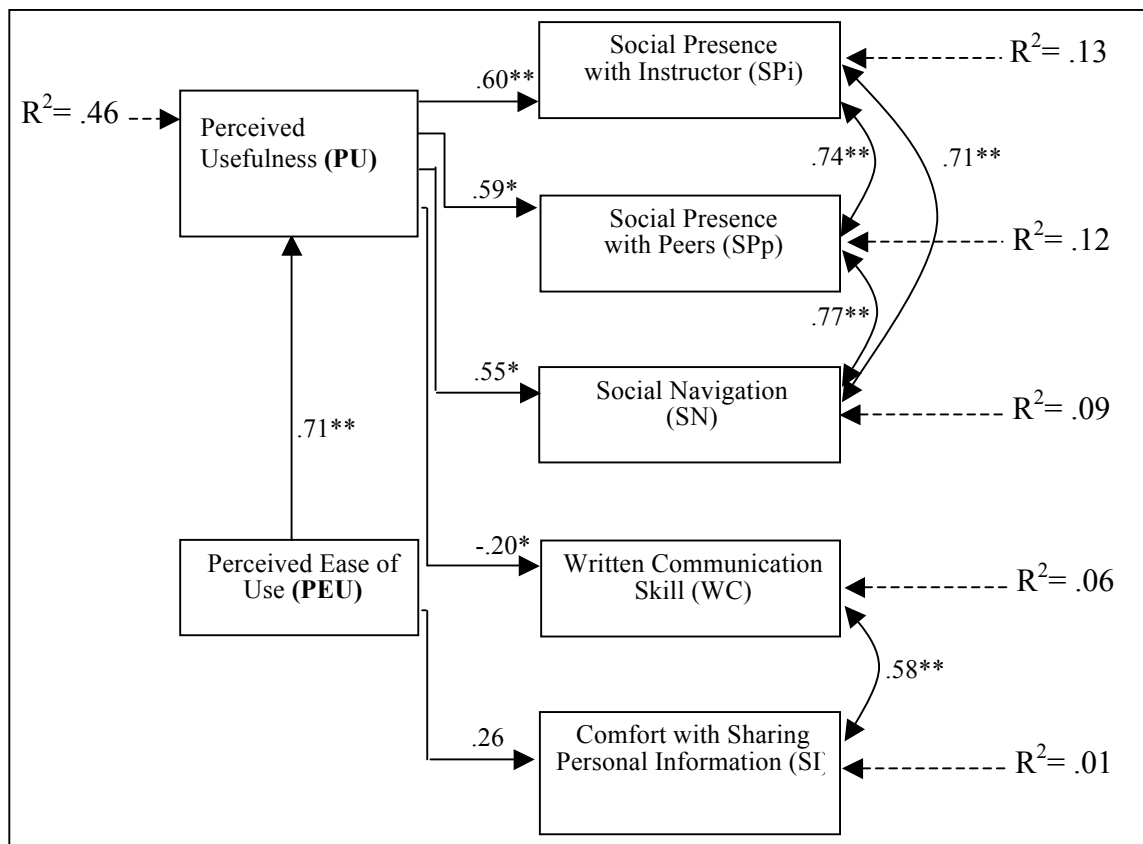 Social Presence
with Instructor (SPi)
R²= .13
.60**
R²= .46
Perceived
Usefulness (PU)
.74**
.71**
.59*
Social Presence
with Peers (SPp)
R²= .12
.77**
.55*
Social Navigation
(SN)
R²= .09
.71**
-.20*
Perceived Ease of
Use (PEU)
Written Communication
Skill (WC)
R²= .06
.58**
.26
Comfort with Sharing
Personal Information (SI)
R²= .01